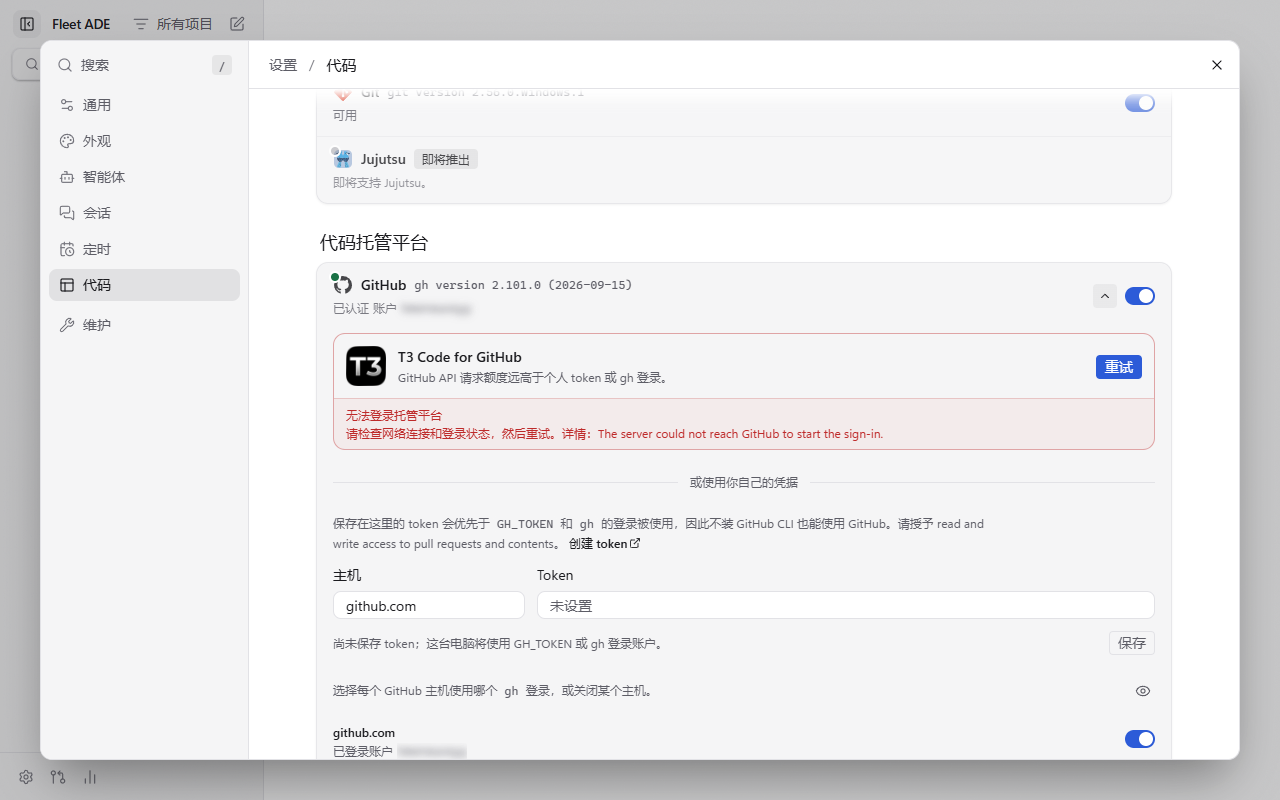 Fleet ADE
所有项目
搜索
/
通用
外观
智能体
会话
定时
代码
维护
设置 / 代码
Git git version 2.58.0.windows.1
可用
Jujutsu 即将推出
即将支持 Jujutsu。
代码托管平台
GitHub gh version 2.101.0 (2026-09-15)
已认证 账户
T3
T3 Code for GitHub
GitHub API 请求额度远高于个人 token 或 gh 登录。
重试
无法登录托管平台
请检查网络连接和登录状态，然后重试。详情：The server could not reach GitHub to start the sign-in.
或使用你自己的凭据
保存在这里的 token 会优先于 GH_TOKEN 和 gh 的登录被使用，因此不装 GitHub CLI 也能使用 GitHub。请授予 read and
write access to pull requests and contents。 创建 token
主机
Token
github.com
未设置
尚未保存 token；这台电脑将使用 GH_TOKEN 或 gh 登录账户。
保存
选择每个 GitHub 主机使用哪个 gh 登录，或关闭某个主机。
github.com
已登录账户